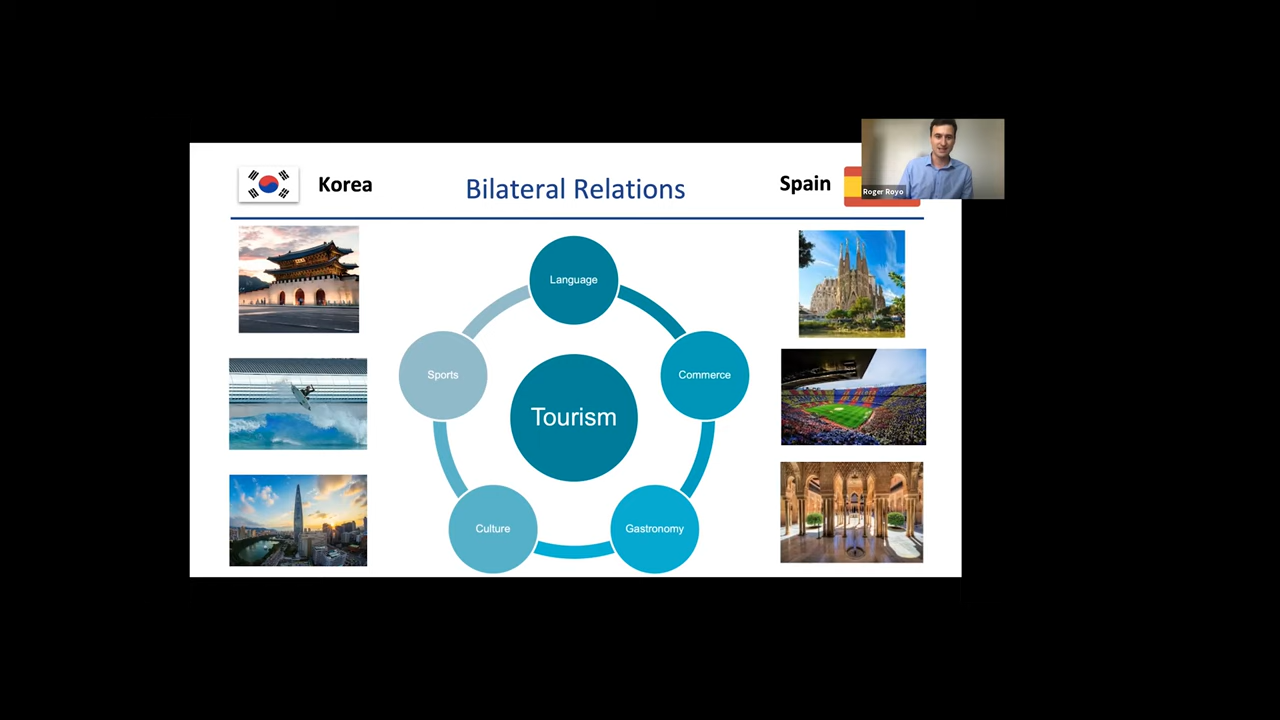 Korea
Bilateral Relations
Spain
Roger Royo
Language
Sports
Commerce
Tourism
Culture
Gastronomy